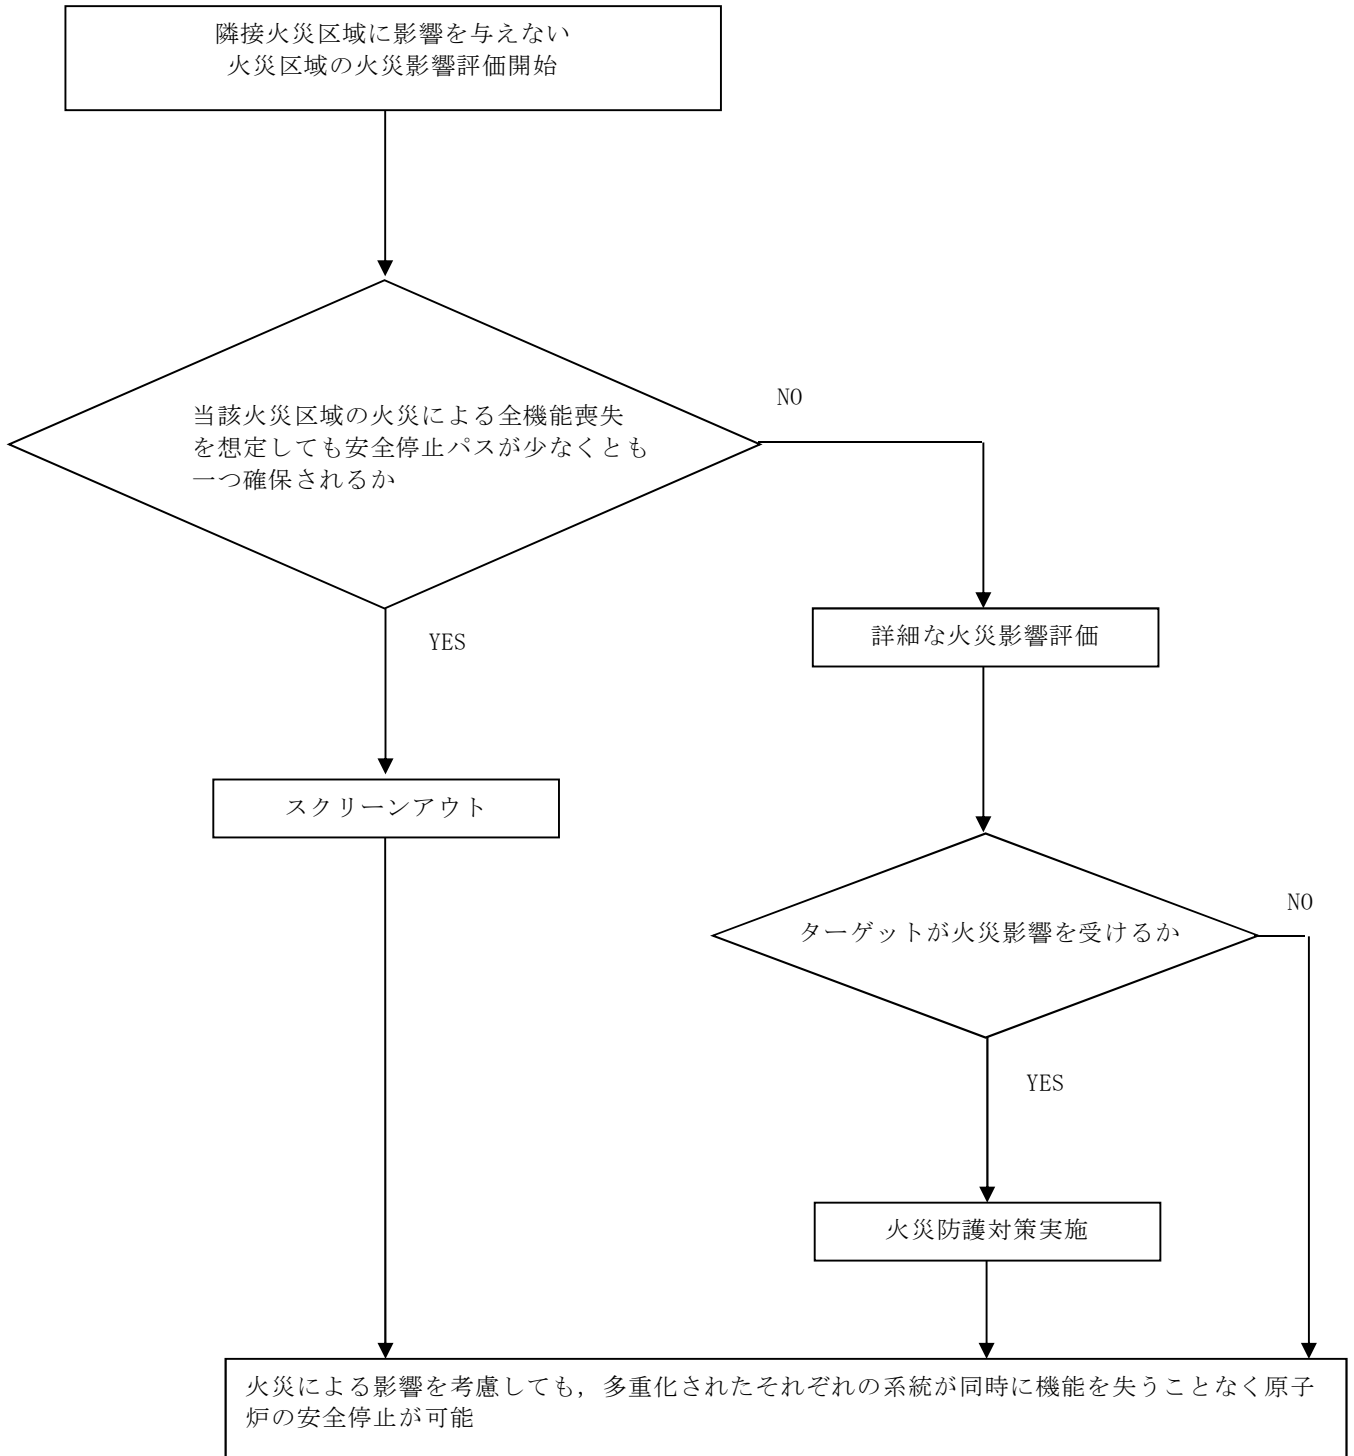 隣接火災区域に影響を与えない
火災区域の火災影響評価開始
当該火災区域の火災による全機能喪失
を想定しても安全停止パスが少なくとも
一つ確保されるか
NO
YES
詳細な火災影響評価
スクリーンアウト
ターゲットが火災影響を受けるか
NO
YES
火災防護対策実施
火災による影響を考慮しても，多重化されたそれぞれの系統が同時に機能を失うことなく原子
炉の安全停止が可能